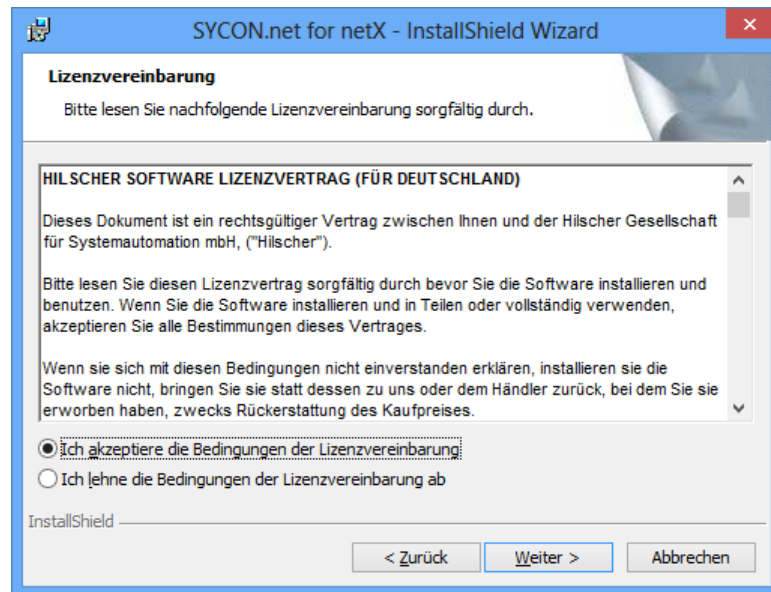 SYCON.net for netX - InstallShield Wizard
Lizenzvereinbarung
Bitte lesen Sie nachfolgende Lizenzvereinbarung sorgfältig durch.
HILSCHER SOFTWARE LIZENZVERTRAG (FÜR DEUTSCHLAND)
Dieses Dokument ist ein rechtsgültiger Vertrag zwischen Ihnen und der Hilscher Gesellschaft
für Systemautomation mbH, ("Hilscher").
Bitte lesen Sie diesen Lizenzvertrag sorgfältig durch bevor Sie die Software installieren und
benutzen. Wenn Sie die Software installieren und in Teilen oder vollständig verwenden,
akzeptieren Sie alle Bestimmungen dieses Vertrages.
Wenn sie sich mit diesen Bedingungen nicht einverstanden erklären, installieren sie die
Software nicht, bringen Sie sie statt dessen zu uns oder dem Händler zurück, bei dem Sie sie
erworben haben, zwecks Rückerstattung des Kaufpreises.
Ich akzeptiere die Bedingungen der Lizenzvereinbarung
Ich lehne die Bedingungen der Lizenzvereinbarung ab
InstallShield
< Zurück Weiter > Abbrechen